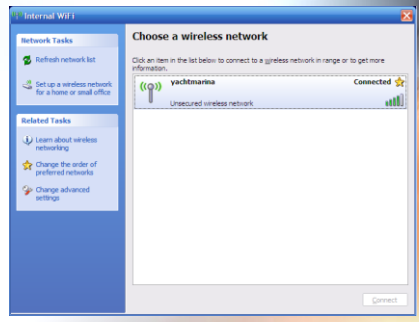 Internal WiFi
Network Tasks
Refresh network list
Set up a wireless network
for a home or small office
Related Tasks
Learn about wireless
networking
Change the order of
preferred networks
Change advanced
settings
Choose a wireless network
Click an item in the list below to connect to a wireless network in range or to get more
information.
yachtmarina
Connected
Unsecured wireless network
Connect